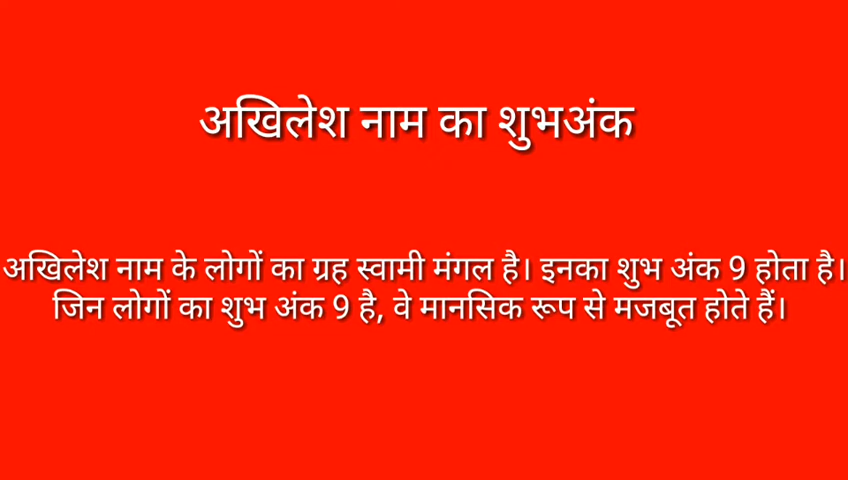 अखिलेश नाम का शुभअंक
अखिलेश नाम के लोगों का ग्रह स्वामी मंगल है। इनका शुभ अंक 9 होता है।
जिन लोगों का शुभ अंक 9 है, वे मानसिक रूप से मजबूत होते हैं।